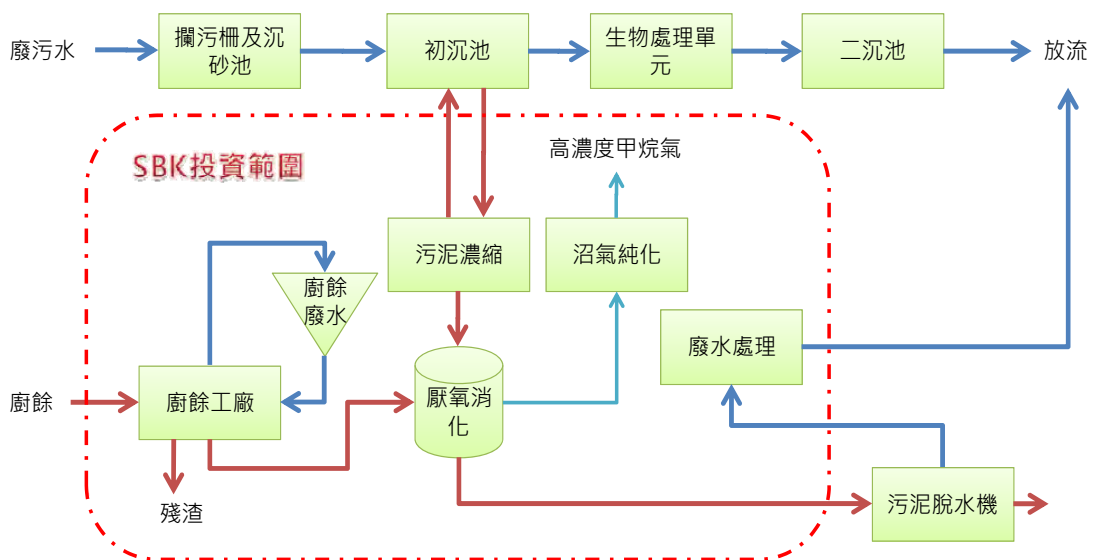 廢污水
攔污柵及沉
砂池
初沉池
生物處理單
元
二沉池
放流
SBK投資範圍
高濃度甲烷氣
污泥濃縮
沼氣純化
廚餘
廢水
廢水處理
廚餘
廚餘工廠
厭氧消
化
殘渣
污泥脫水機